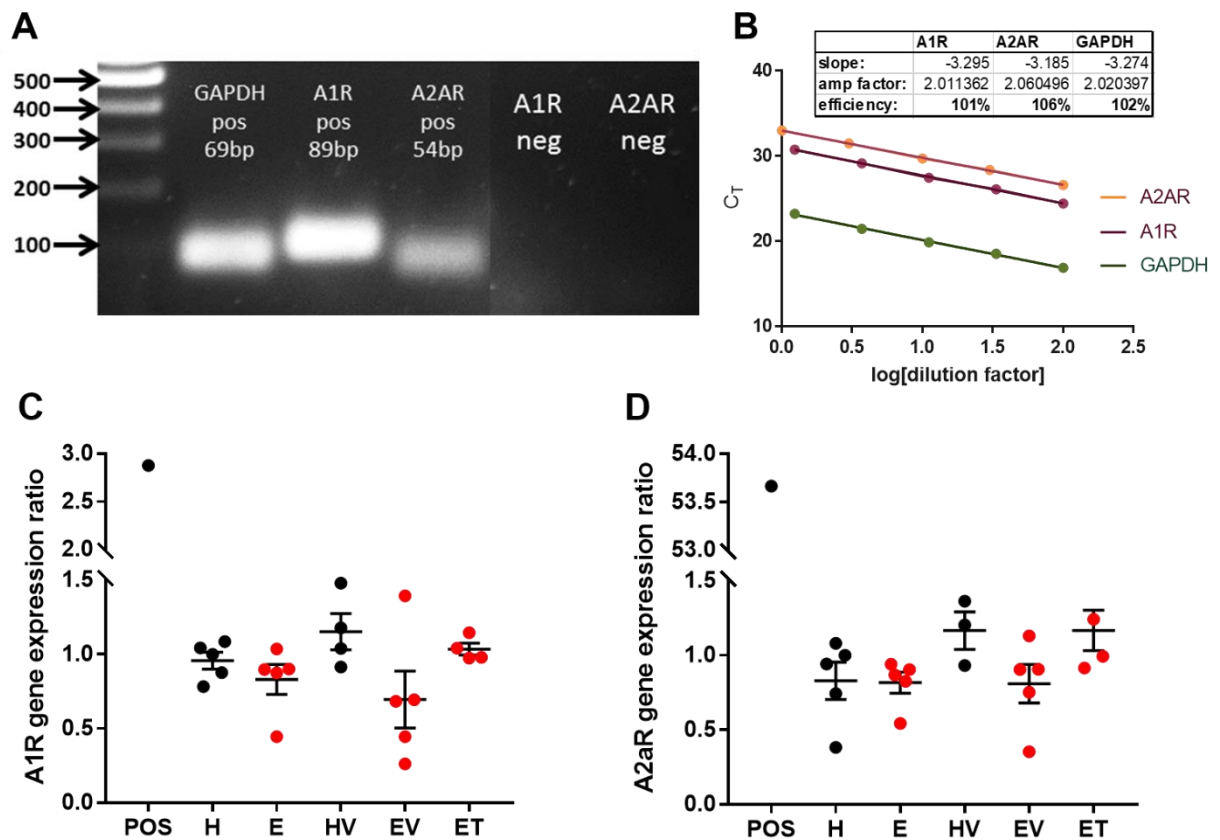 A
500
400
300
200
100
GAPDH
pos
69bp
A1R
pos
89bp
A2AR
pos
54bp
A1R
neg
A2AR
neg
B
A1R A2AR GAPDH
slope: -3.295 -3.185 -3.274
amp factor: 2.011362 2.060496 2.020397
efficiency: 101% 106% 102%
40
30
20
10
CT
0.0 0.5 1.0 1.5 2.0 2.5
log[dilution factor]
A2AR
A1R
GAPDH
C
A1R gene expression ratio
3.0
2.5
2.0
1.5
1.0
0.5
0.0
POS H E HV EV ET
D
A2aR gene expression ratio
54.0
53.5
53.0
1.5
1.0
0.5
0.0
POS H E HV EV ET